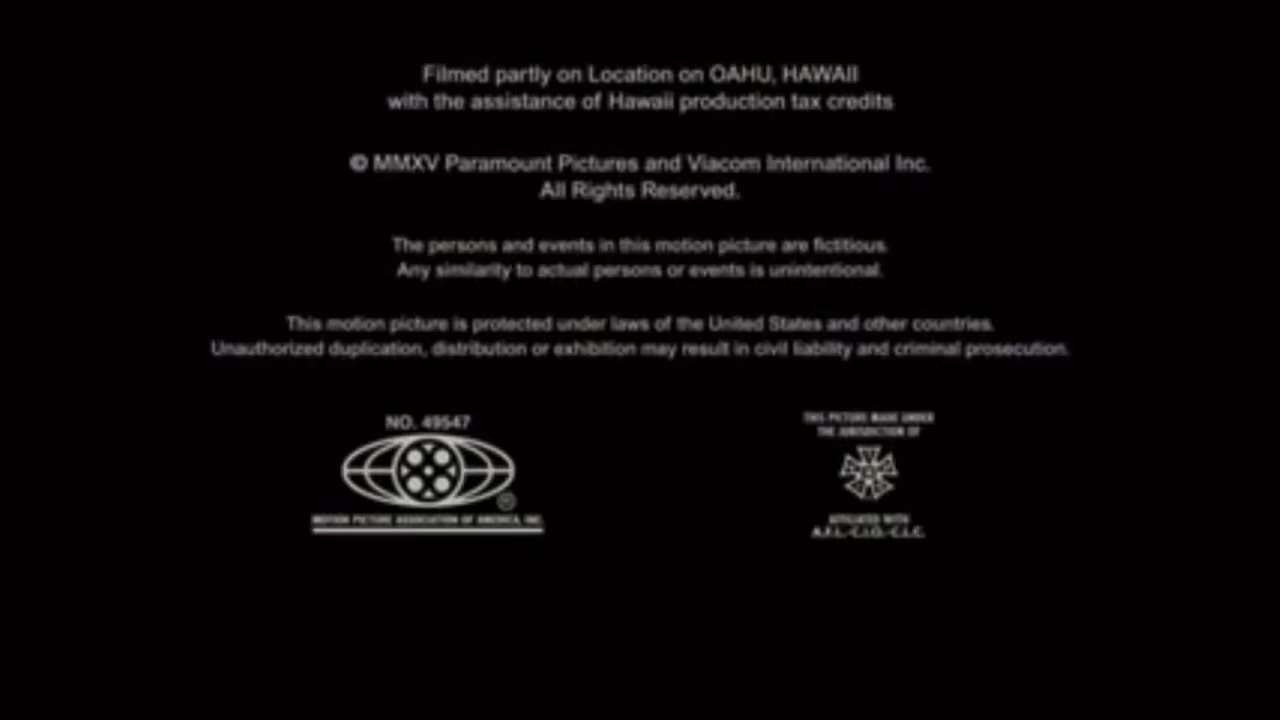 Filmed partly on Location on OAHU, HAWAII
with the assistance of Hawaii production tax credits
© MMXV Paramount Pictures and Viacom International Inc.
All Rights Reserved.
The persons and events in this motion picture are fictitious.
Any similarity to actual persons or events is unintentional.
This motion picture is protected under laws of the United States and other countries.
Unauthorized duplication, distribution or exhibition may result in civil liability and criminal prosecution.
NO. 49547
®
MOTION PICTURE ASSOCIATION OF AMERICA, INC.
THIS PICTURE MADE UNDER
THE JURISDICTION OF
AFFILIATED WITH
A.F.L.-C.I.O.-C.L.C.